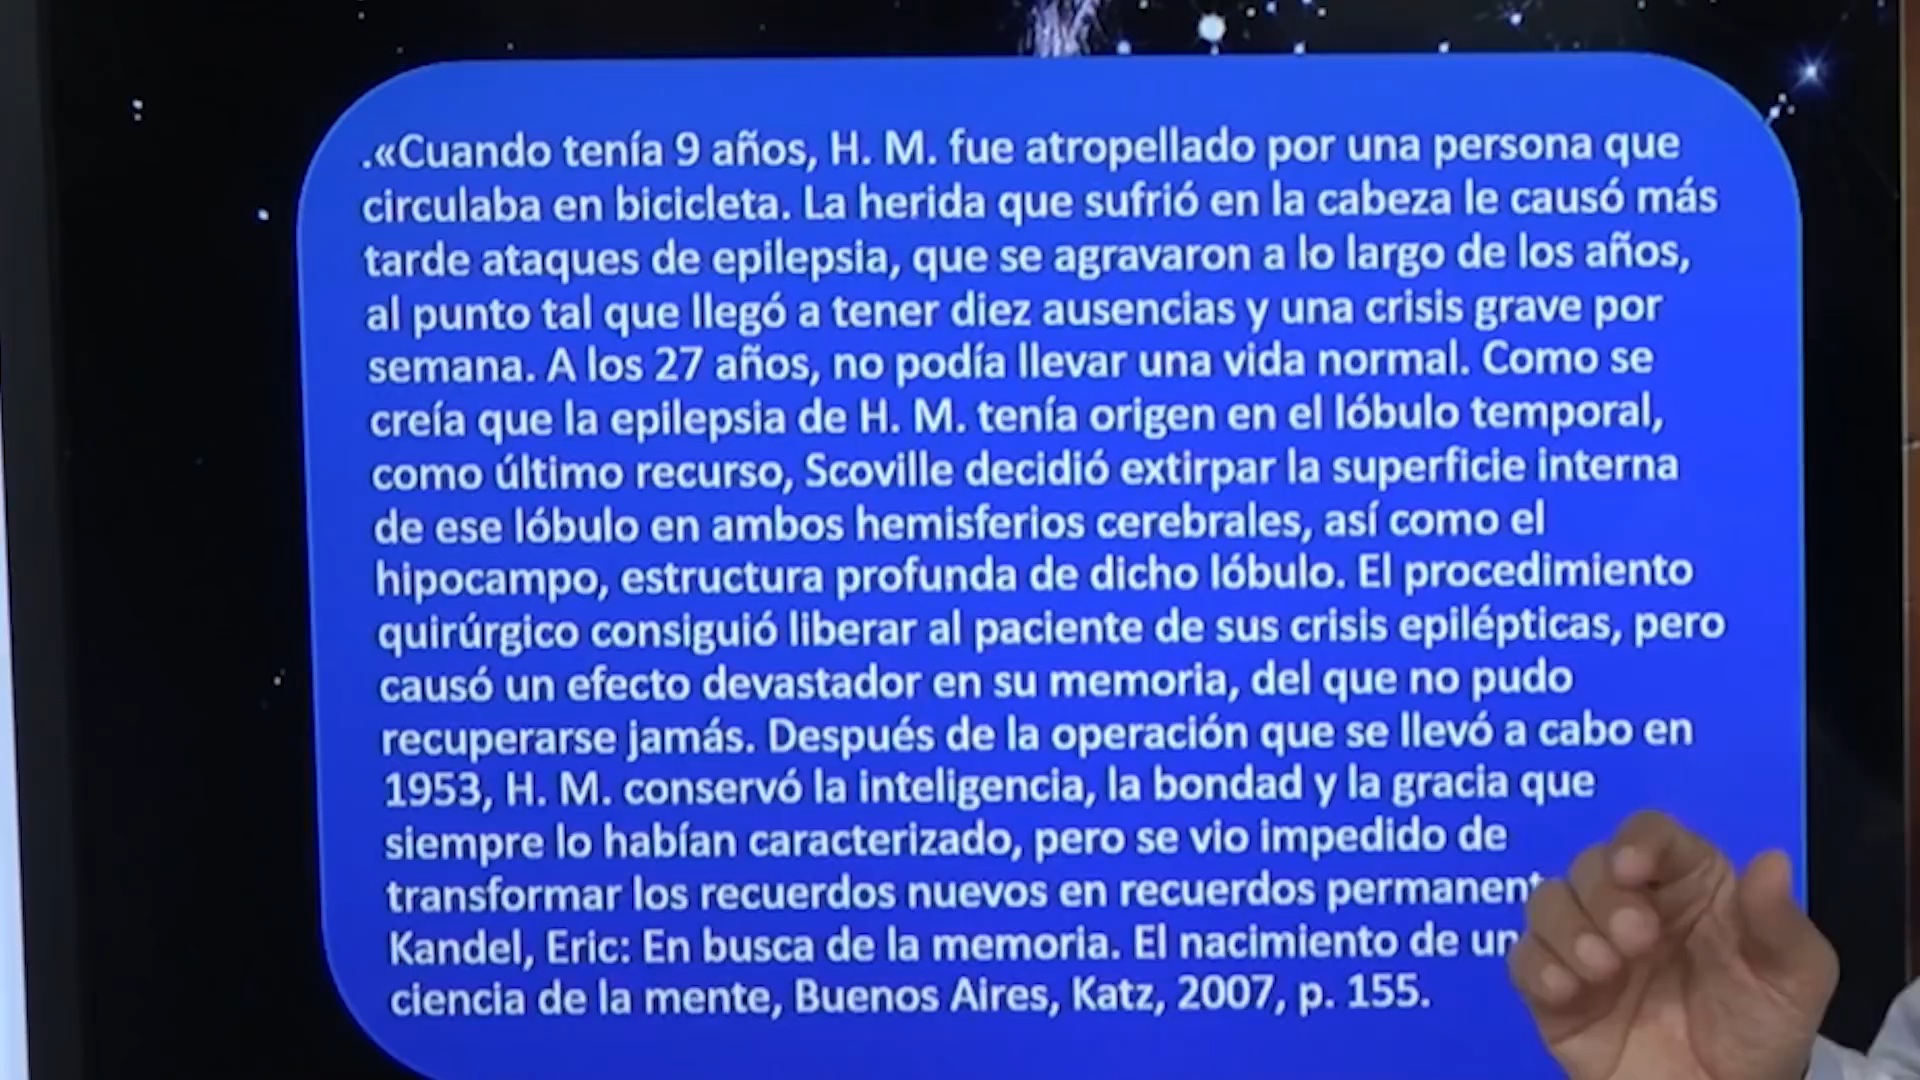 .«Cuando tenía 9 años, H. M. fue atropellado por una persona que
circulaba en bicicleta. La herida que sufrió en la cabeza le causó más
tarde ataques de epilepsia, que se agravaron a lo largo de los años,
al punto tal que llegó a tener diez ausencias y una crisis grave por
semana. A los 27 años, no podía llevar una vida normal. Como se
creía que la epilepsia de H. M. tenía origen en el lóbulo temporal,
como último recurso, Scoville decidió extirpar la superficie interna
de ese lóbulo en ambos hemisferios cerebrales, así como el
hipocampo, estructura profunda de dicho lóbulo. El procedimiento
quirúrgico consiguió liberar al paciente de sus crisis epilépticas, pero
causó un efecto devastador en su memoria, del que no pudo
recuperarse jamás. Después de la operación que se llevó a cabo en
1953, H. M. conservó la inteligencia, la bondad y la gracia que
siempre lo habían caracterizado, pero se vio impedido de
transformar los recuerdos nuevos en recuerdos
Kandel, Eric: En busca de la memoria. El nacimiento de
ciencia de la mente, Buenos Aires, Katz, 2007, p. 155.